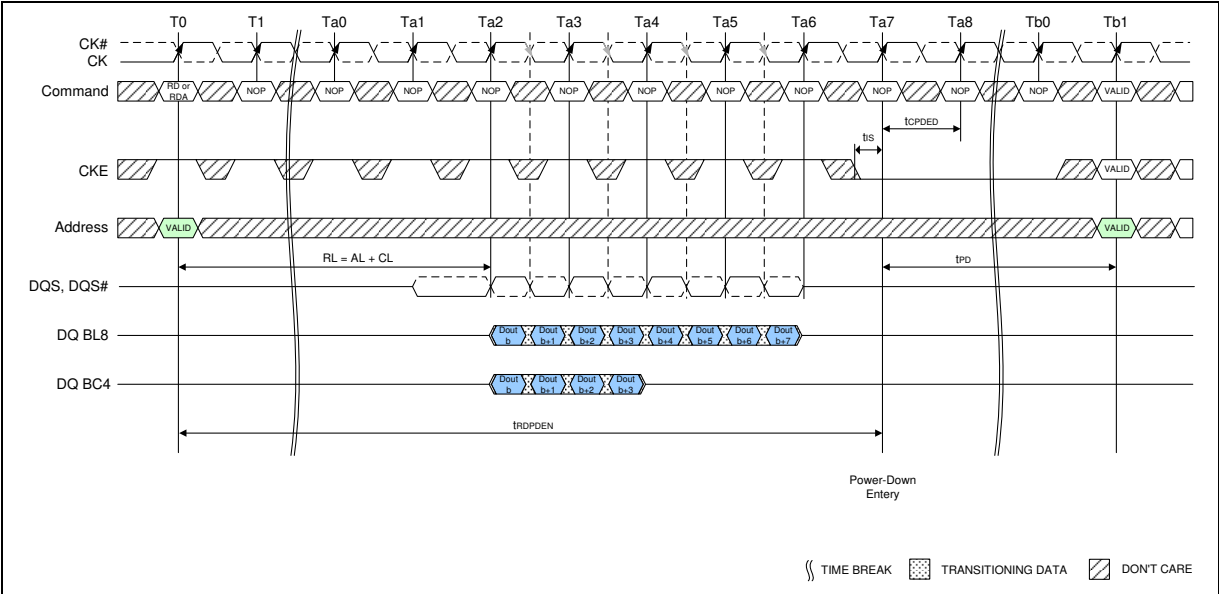 T0 T1 Ta0 Ta1 Ta2 Ta3 Ta4 Ta5 Ta6 Ta7 Ta8 Tb0 Tb1
CK#
CK
Command RD or RDA NOP NOP NOP NOP NOP NOP NOP NOP NOP NOP NOP VALID
tCPDED
tIS
CKE VALID
Address VALID VALID
RL = AL + CL tPD
DQS, DQS#
DQ BL8 Dout b Dout b+1 Dout b+2 Dout b+3 Dout b+4 Dout b+5 Dout b+6 Dout b+7
DQ BC4 Dout b Dout b+1 Dout b+2 Dout b+3
tRDPDEN
Power-Down
Entery
TIME BREAK TRANSITIONING DATA DON'T CARE